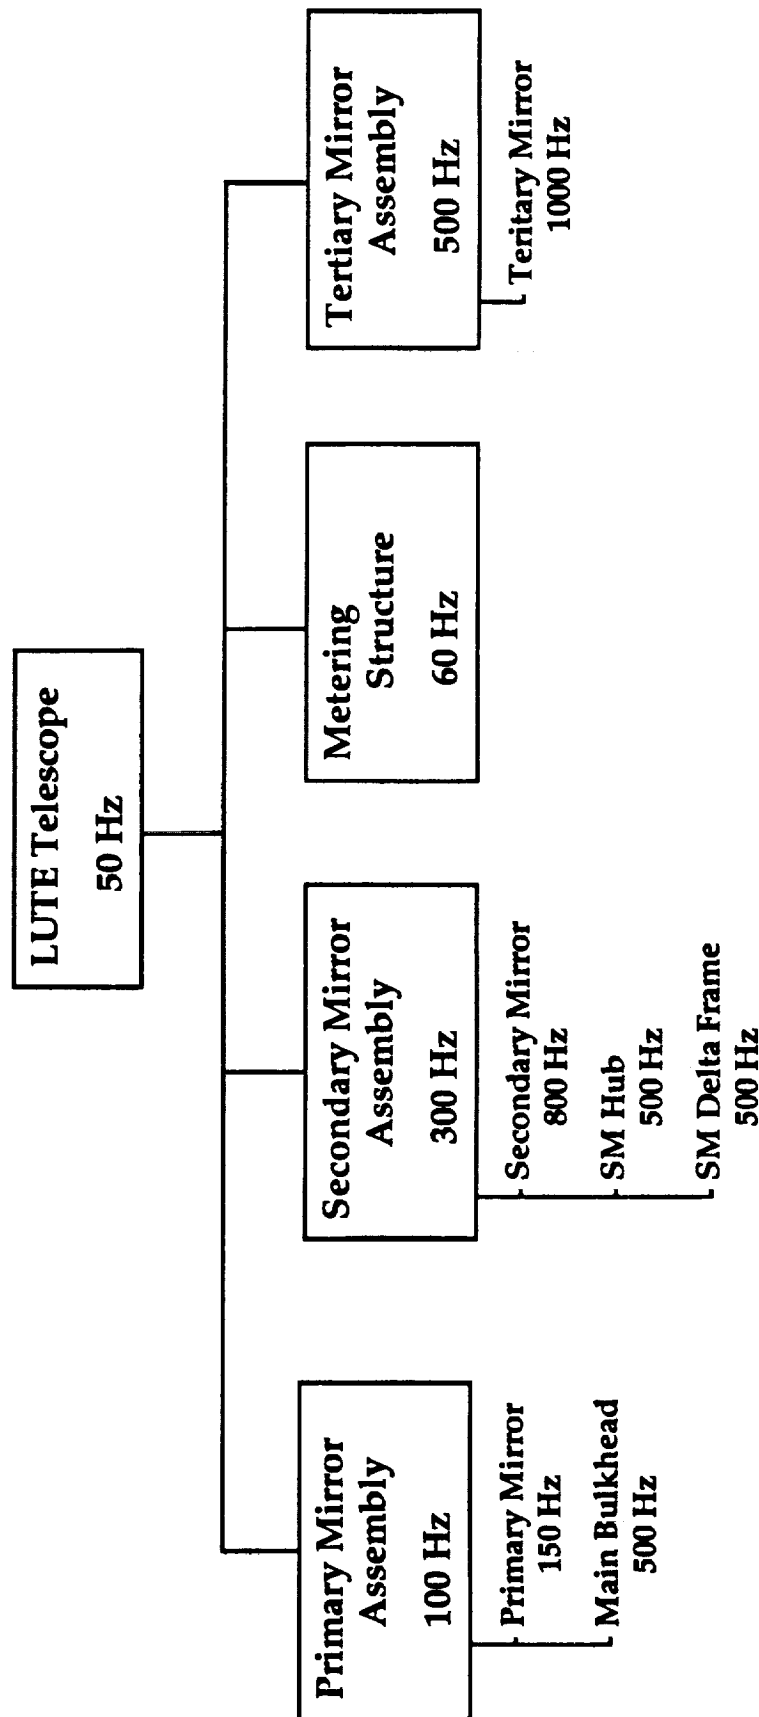 LUTE Telescope
50 Hz
Primary Mirror
Assembly
100 Hz
Primary Mirror
150 Hz
Main Bulkhead
500 Hz
Secondary Mirror
Assembly
300 Hz
Secondary Mirror
800 Hz
SM Hub
500 Hz
SM Delta Frame
500 Hz
Metering
Structure
60 Hz
Tertiary Mirror
Assembly
500 Hz
Teritary Mirror
1000 Hz